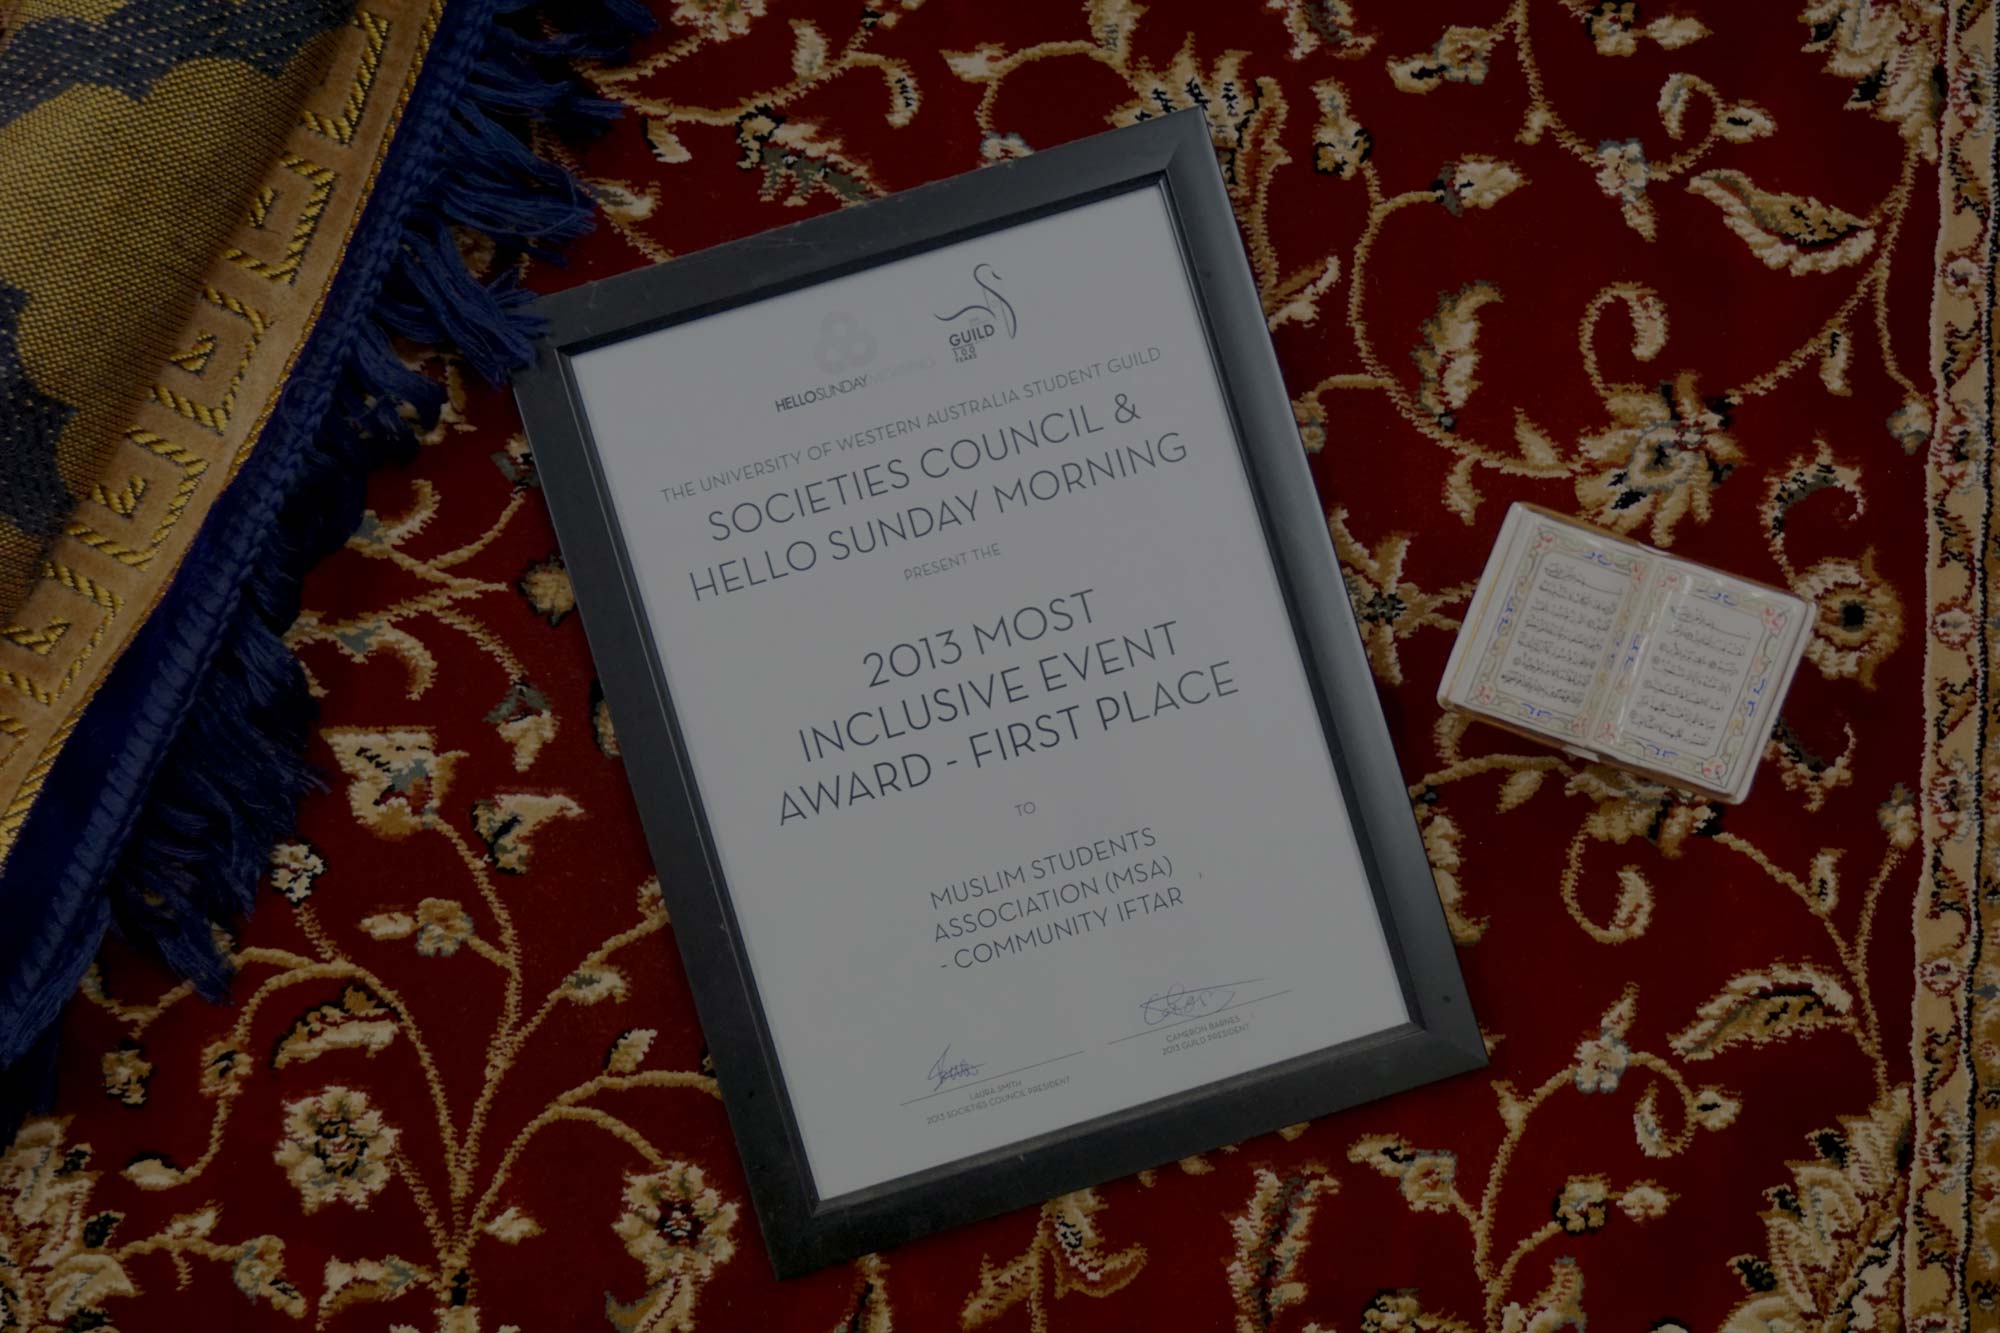 HELLOSUNDAYMORNING
GUILD
100
YEARS
THE UNIVERSITY OF WESTERN AUSTRALIA STUDENT GUILD
SOCIETIES COUNCIL &
HELLO SUNDAY MORNING
PRESENT THE
2013 MOST
INCLUSIVE EVENT
AWARD - FIRST PLACE
TO
MUSLIM STUDENTS
ASSOCIATION (MSA)
- COMMUNITY IFTAR
LAURA SMITH
2013 SOCIETIES COUNCIL PRESIDENT
CAMERON BARNES
2013 GUILD PRESIDENT